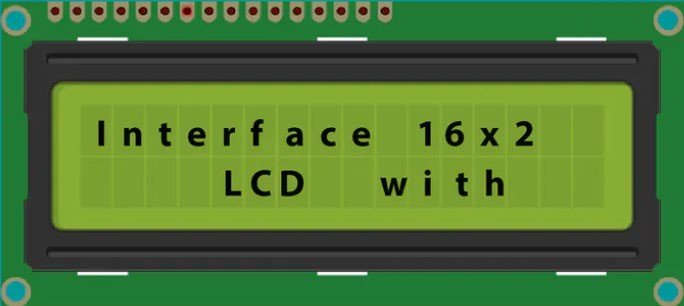 Interface 16x2
LCD with